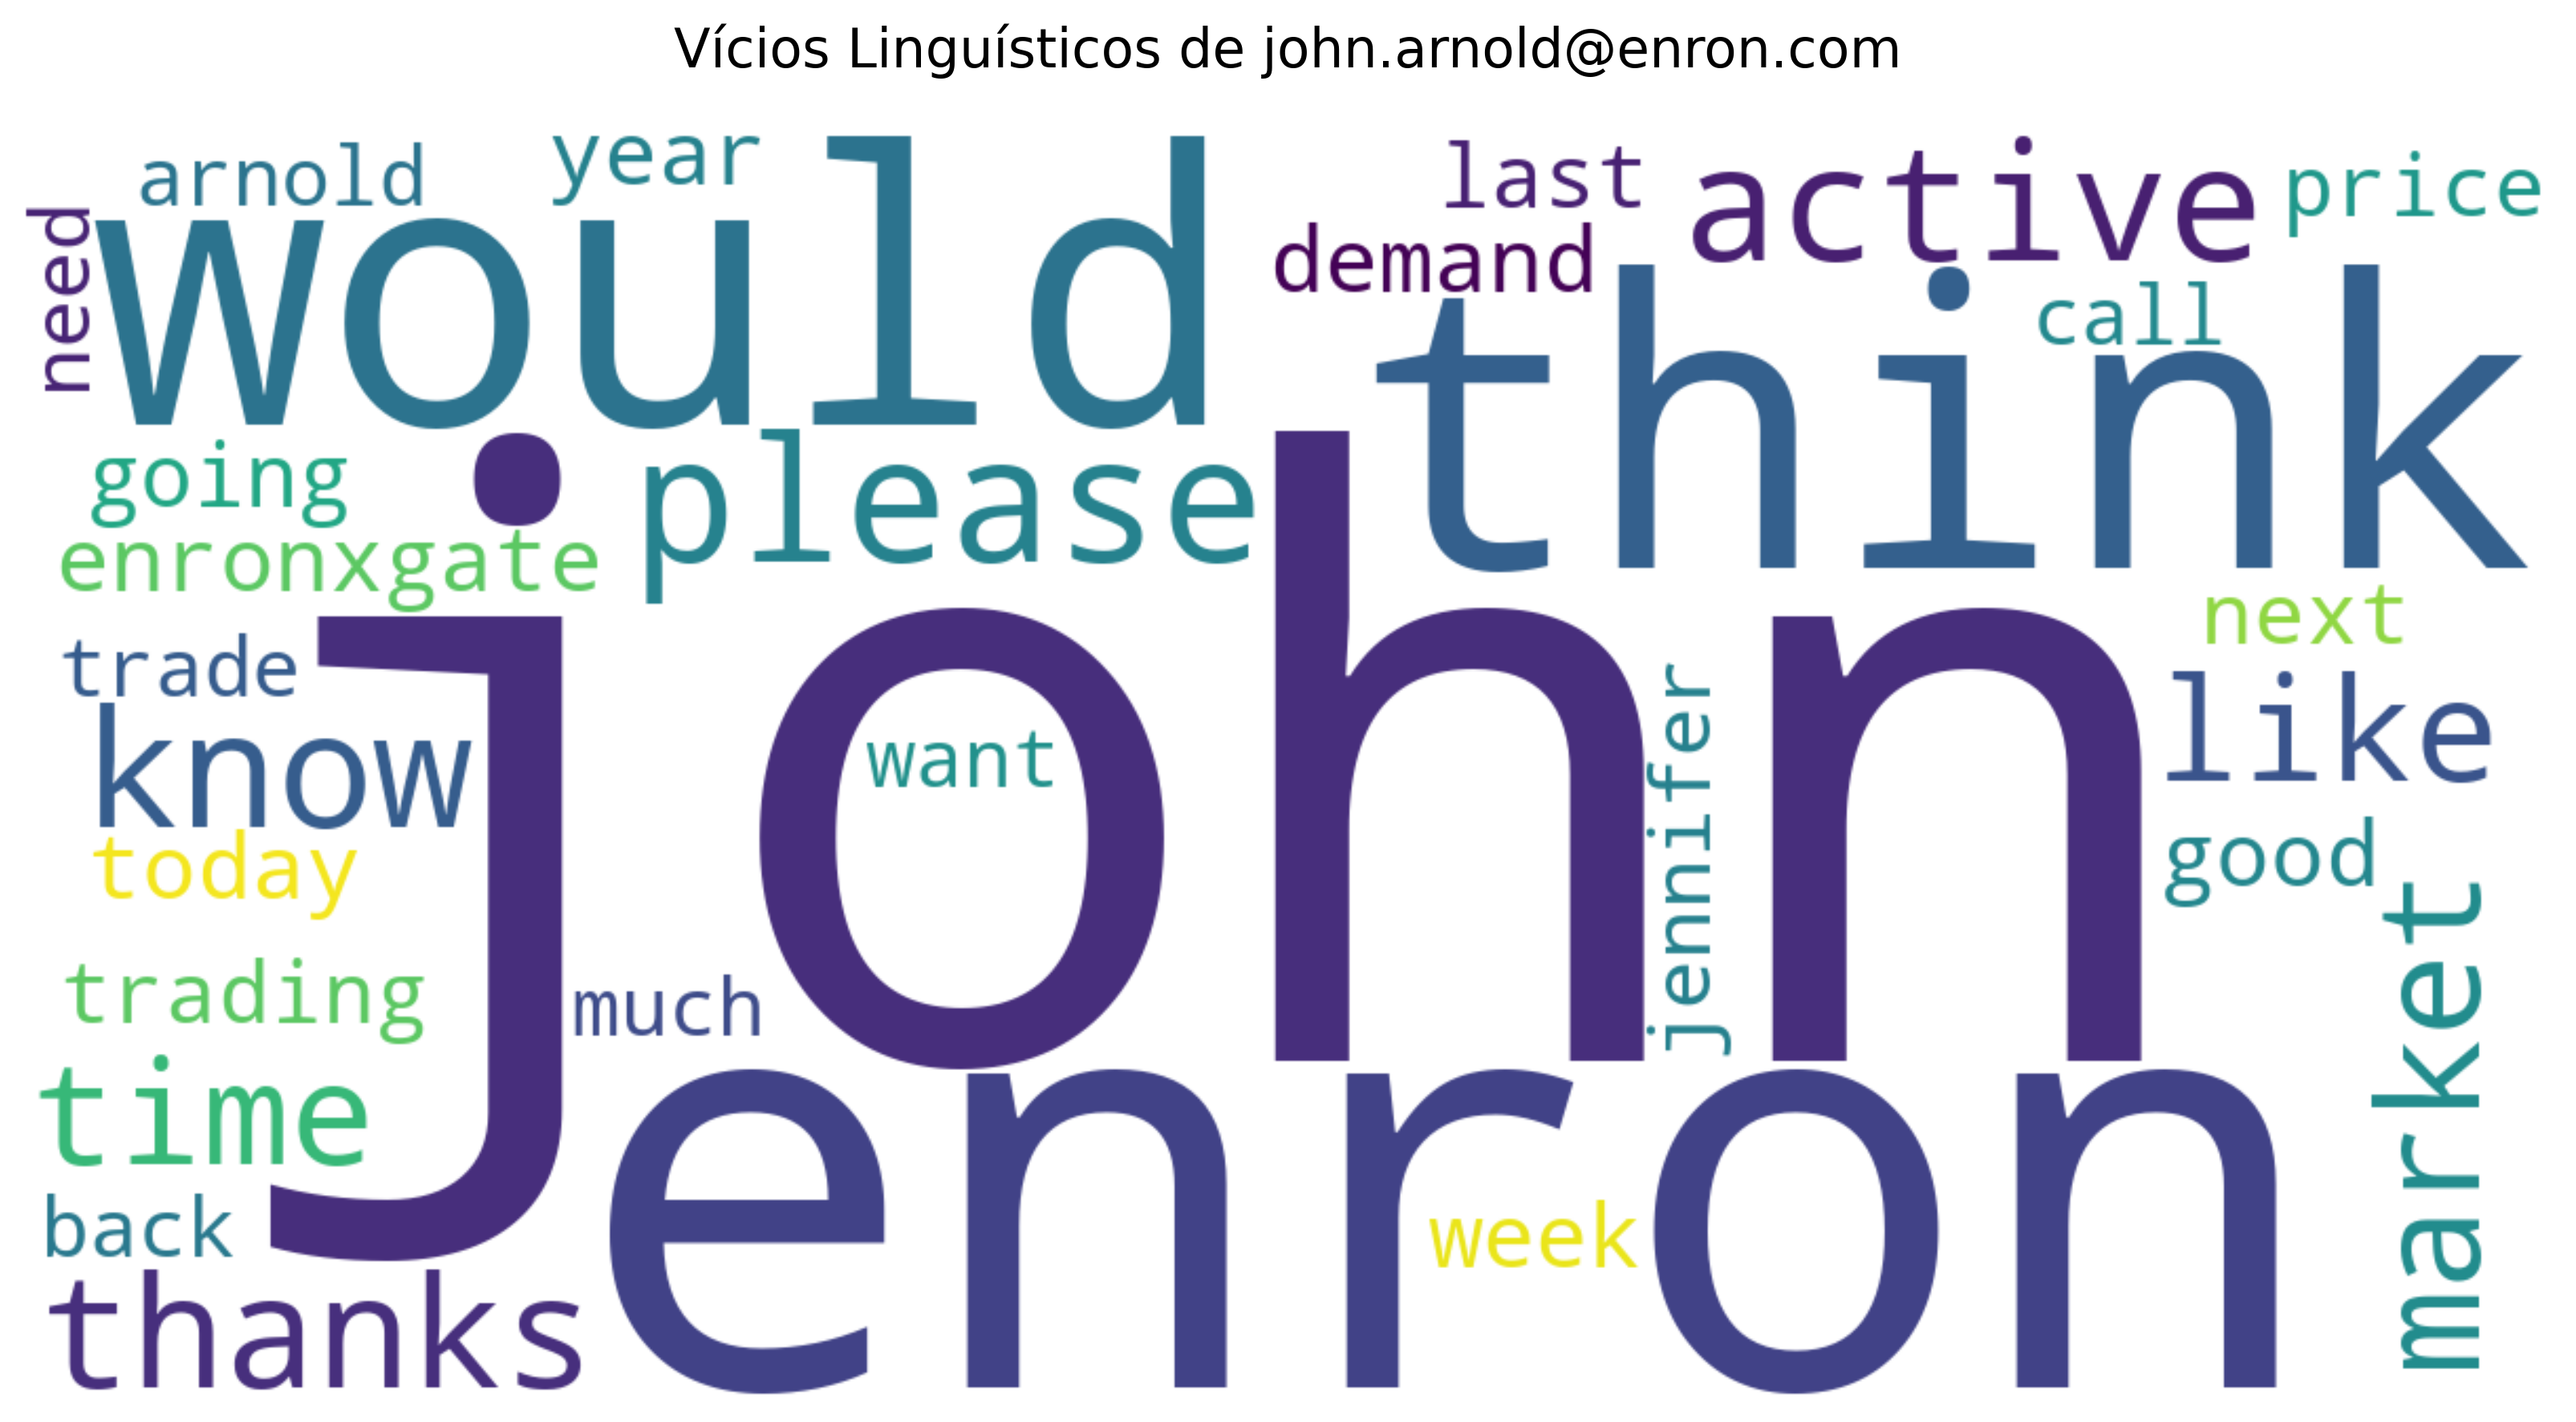 Vícios Linguísticos de john.arnold@enron.com
arnold
year
last
active
price
need
would
demand
think
call
going
please
enronxgate
john
next
trade
know
want
jennifer
like
today
good
trading
much
market
time
enron
back
week
thanks